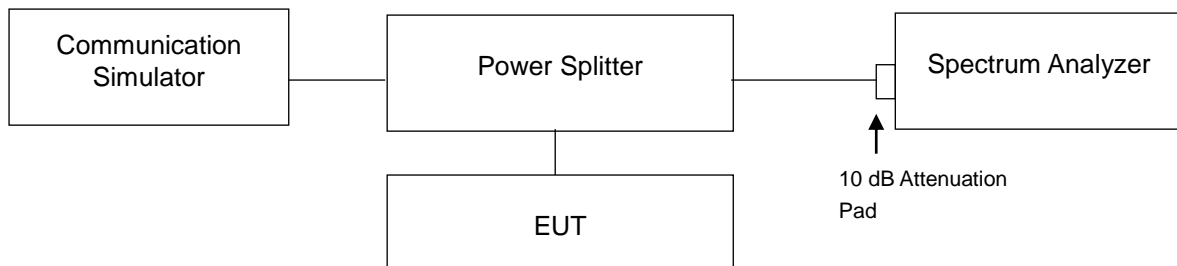 Communication
Simulator
Power Splitter
Spectrum Analyzer
10 dB Attenuation
Pad
EUT